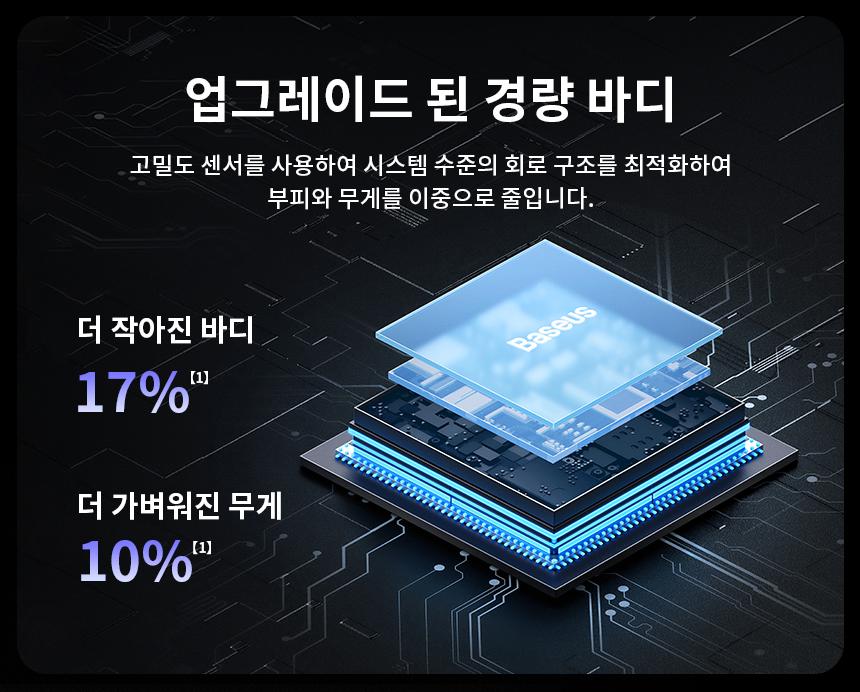 업그레이드 된 경량 바디
고밀도 센서를 사용하여 시스템 수준의 회로 구조를 최적화하여
부피와 무게를 이중으로 줄입니다.
Baseus
더 작아진 바디
17%【1】
더 가벼워진 무게
10%【1】